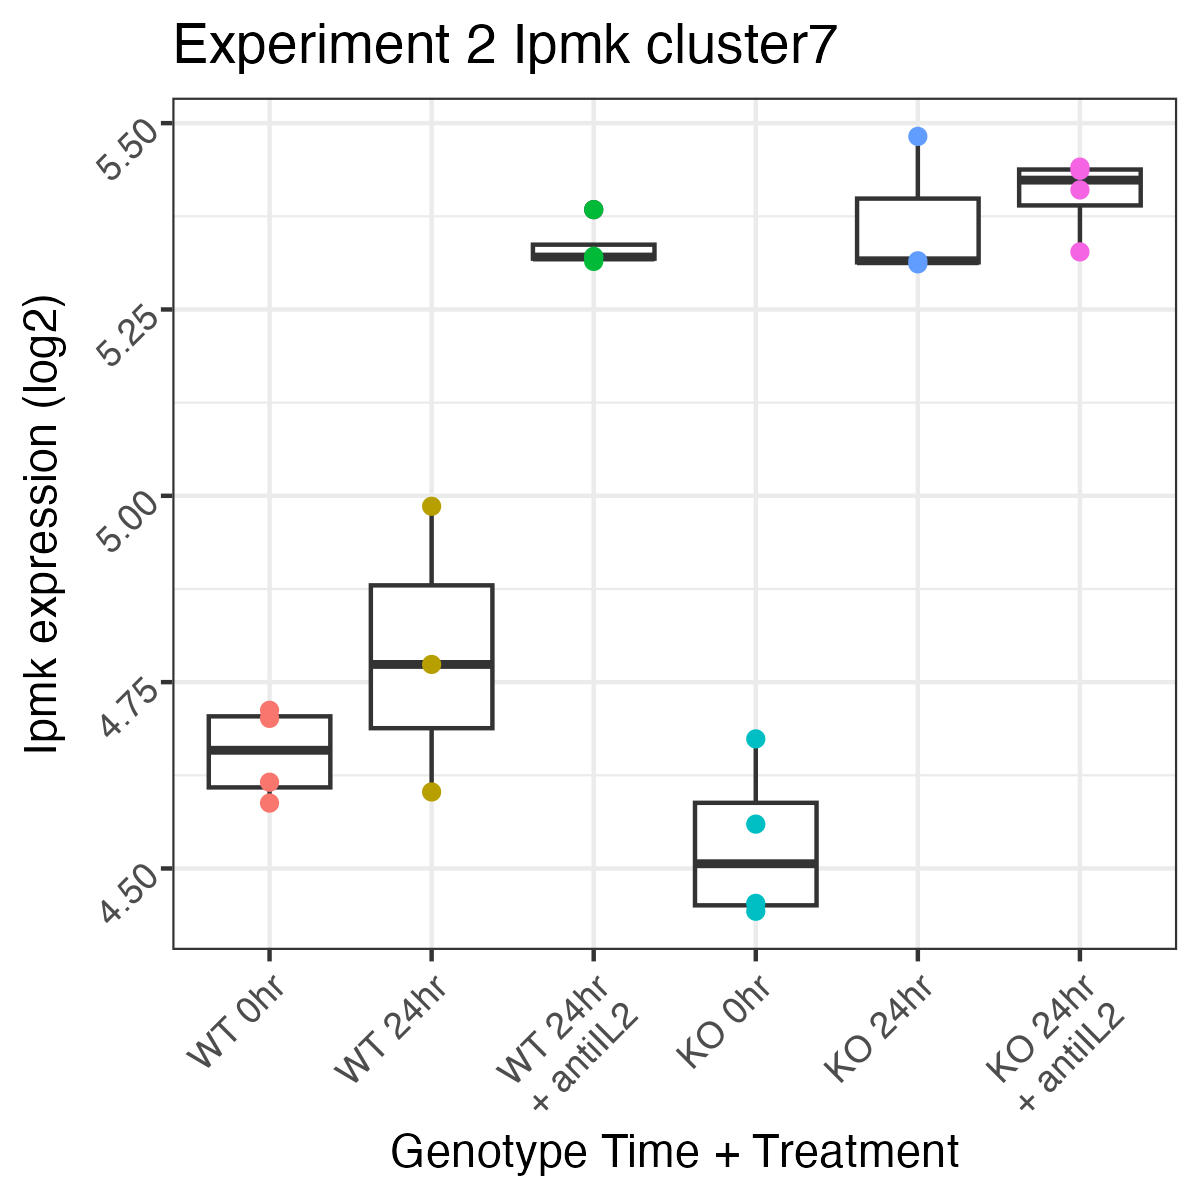 Experiment 2 Ipmk cluster7
Ipmk expression (log2)
5.50
5.25
5.00
4.75
4.50
WT 0hr
WT 24hr
WT 24hr
+ antiIL2
KO 0hr
KO 24hr
KO 24hr
+ antiIL2
Genotype Time + Treatment